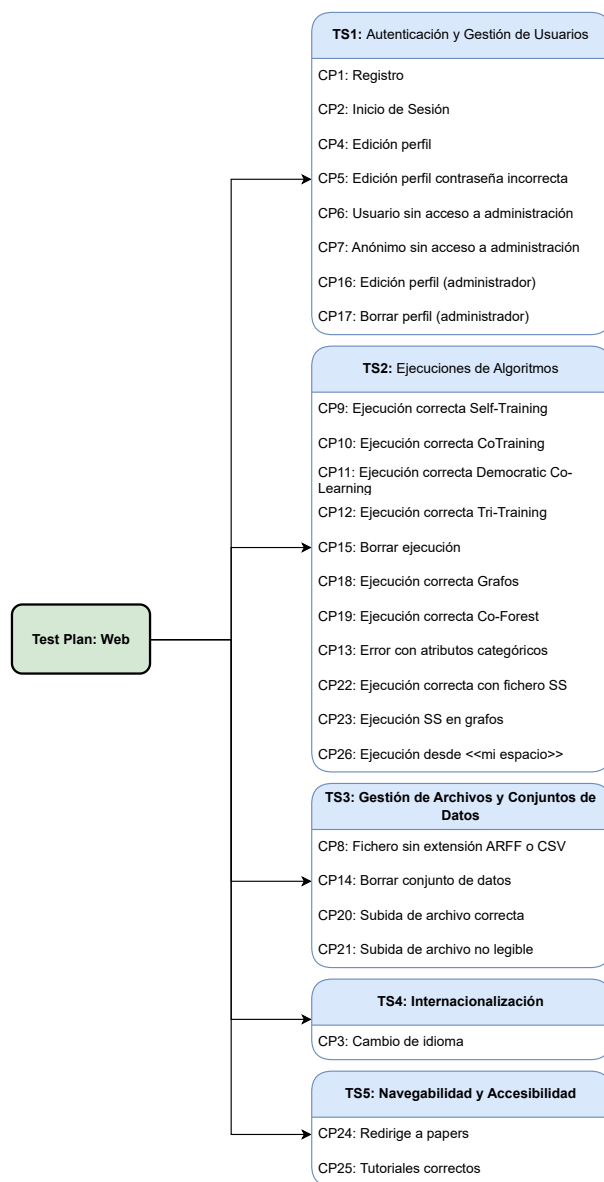 TS1: Autenticación y Gestión de Usuarios
CP1: Registro
CP2: Inicio de Sesión
CP4: Edición perfil
CP5: Edición perfil contraseña incorrecta
CP6: Usuario sin acceso a administración
CP7: Anónimo sin acceso a administración
CP16: Edición perfil (administrador)
CP17: Borrar perfil (administrador)
TS2: Ejecuciones de Algoritmos
CP9: Ejecución correcta Self-Training
CP10: Ejecución correcta CoTraining
CP11: Ejecución correcta Democratic Co-
Learning
CP12: Ejecución correcta Tri-Training
CP15: Borrar ejecución
CP18: Ejecución correcta Grafos
CP19: Ejecución correcta Co-Forest
CP13: Error con atributos categóricos
CP22: Ejecución correcta con fichero SS
CP23: Ejecución SS en grafos
CP26: Ejecución desde <<mi espacio>>
Test Plan: Web
TS3: Gestión de Archivos y Conjuntos de
Datos
CP8: Fichero sin extensión ARFF o CSV
CP14: Borrar conjunto de datos
CP20: Subida de archivo correcta
CP21: Subida de archivo no legible
TS4: Internacionalización
CP3: Cambio de idioma
TS5: Navegabilidad y Accesibilidad
CP24: Redirige a papers
CP25: Tutoriales correctos